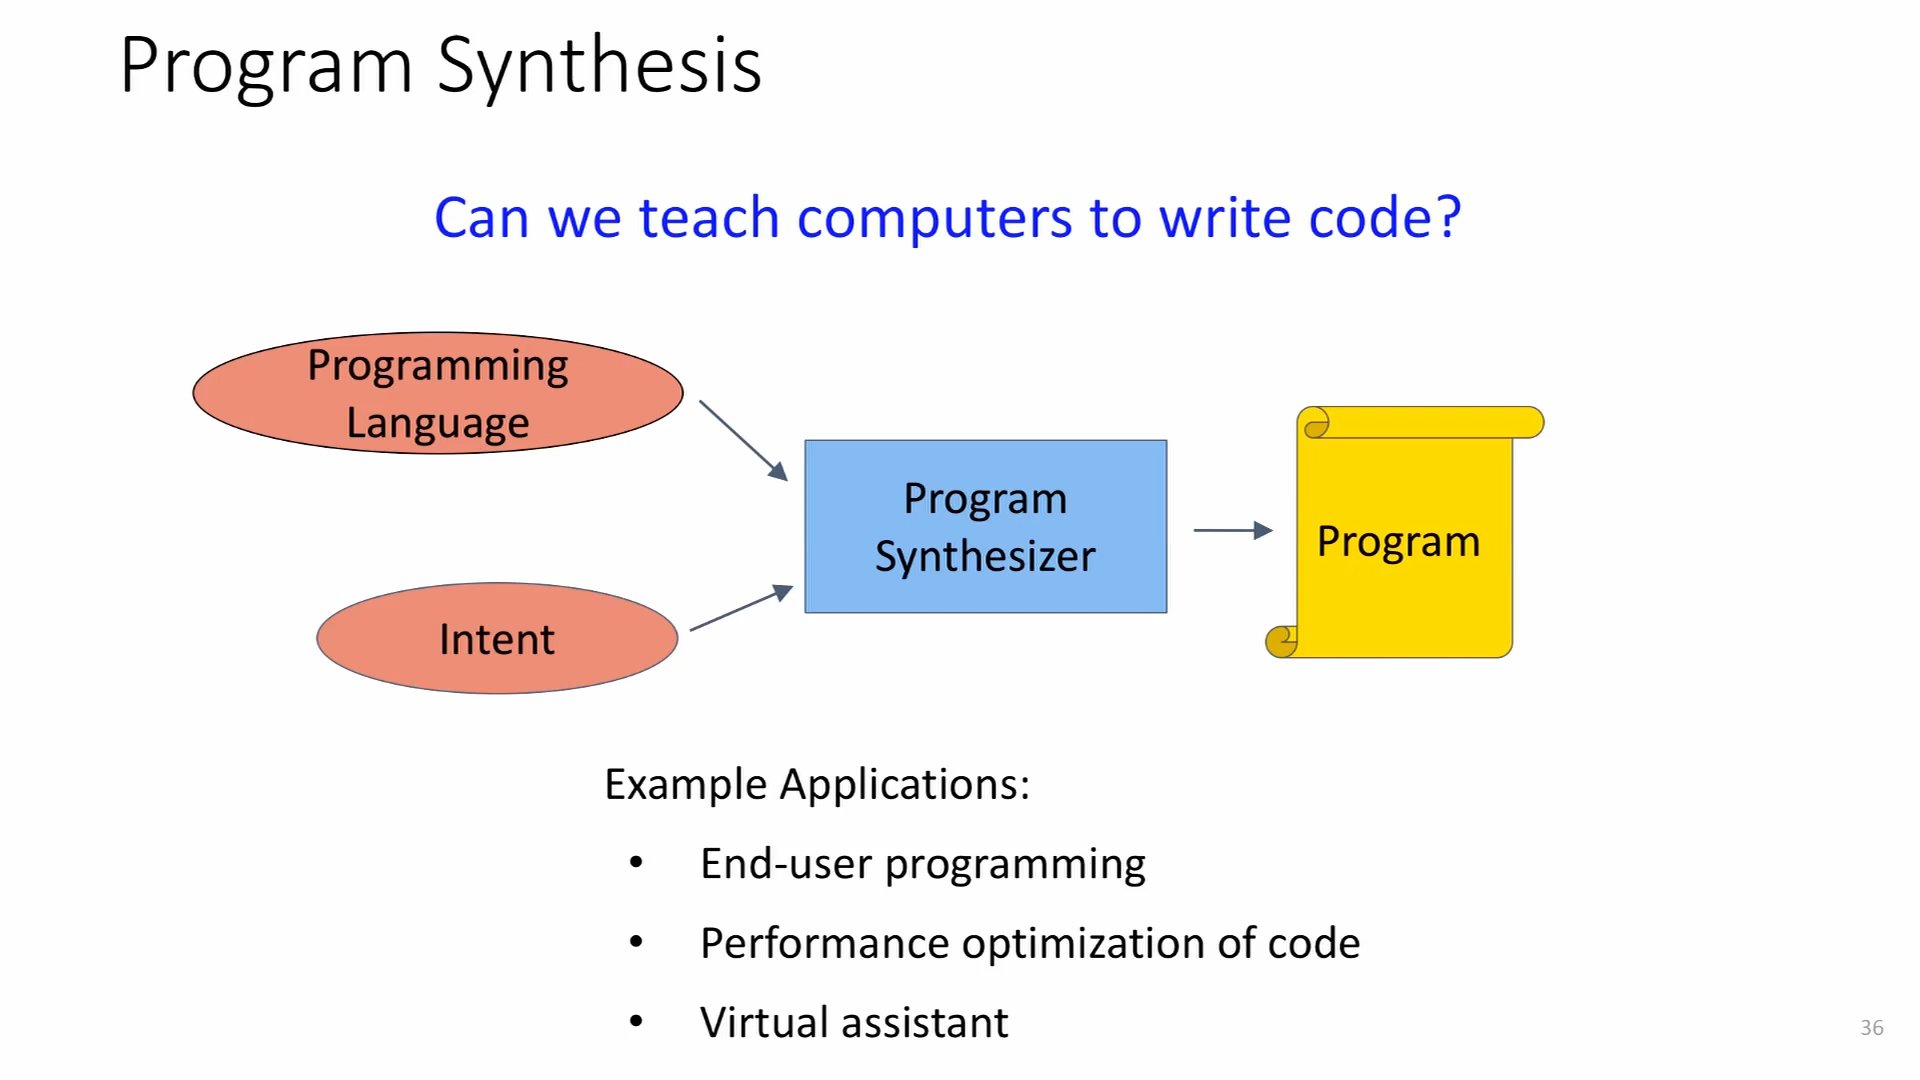 Program Synthesis
Can we teach computers to write code?
Programming
Language
Program
Synthesizer
Program
Intent
Example Applications:
• End-user programming
• Performance optimization of code
• Virtual assistant
36